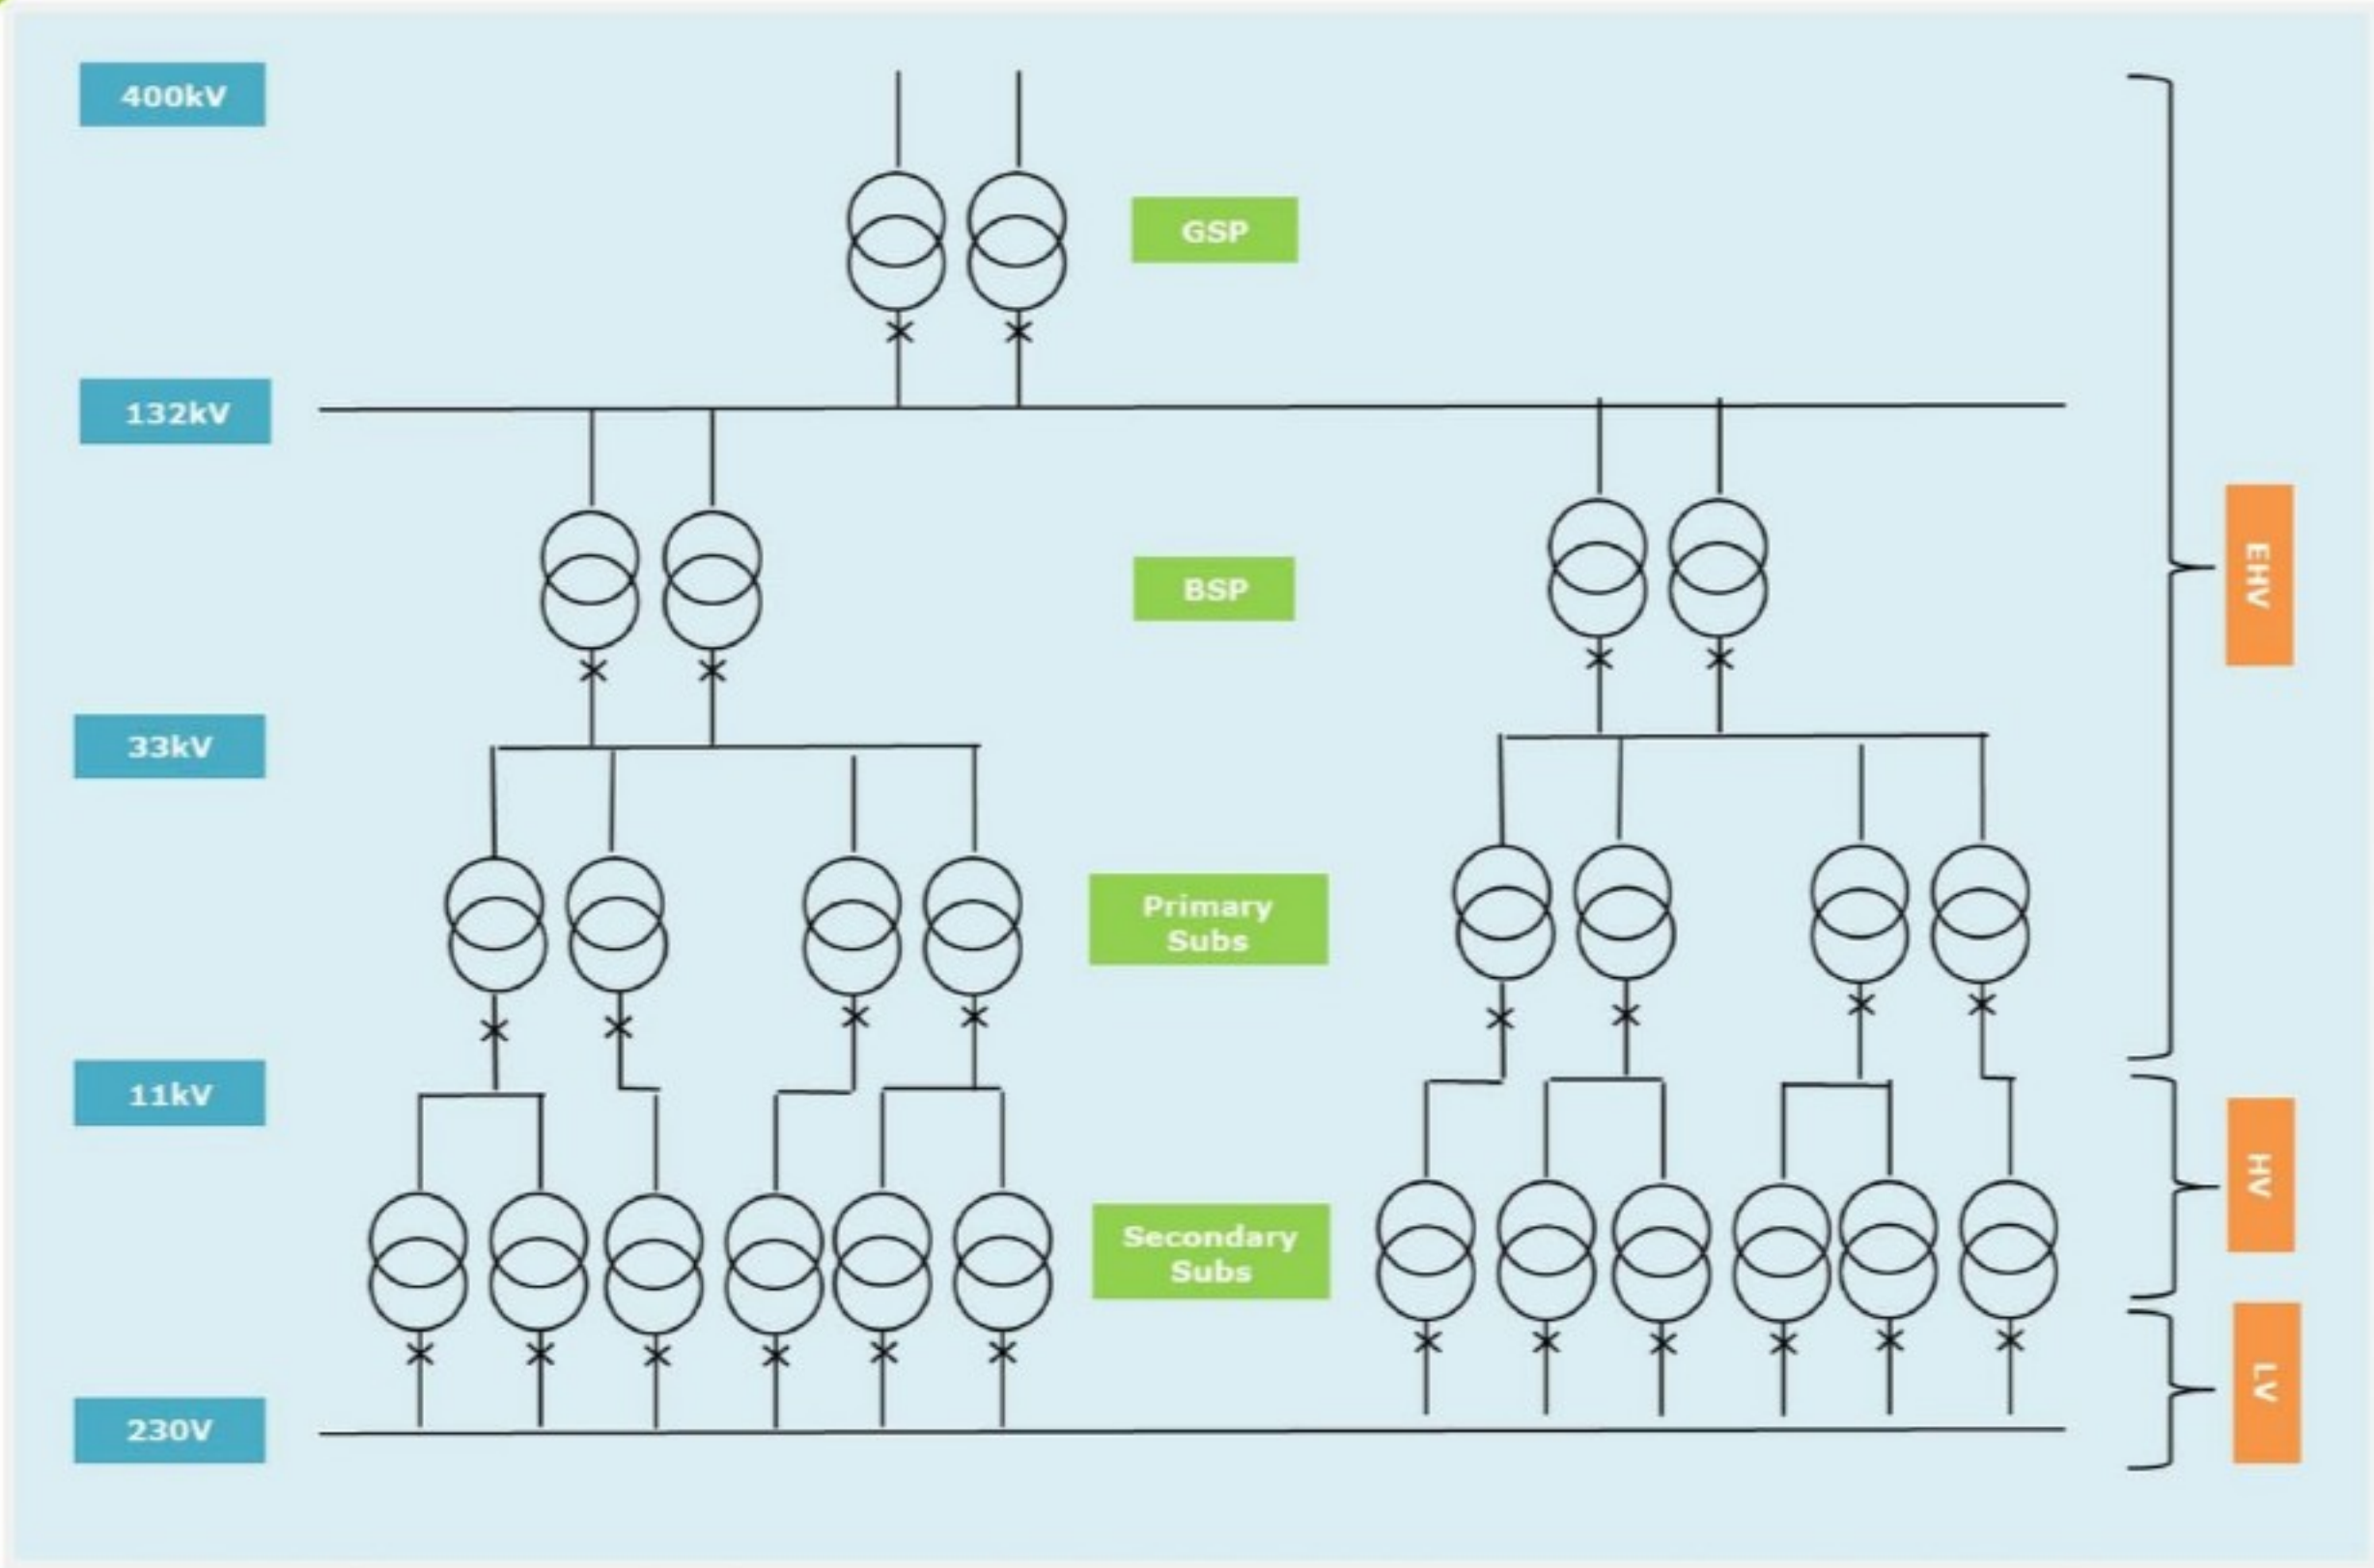 400kV
GSP
132kV
BSP
EHV
33kV
Primary
Subs
11kV
HV
Secondary
Subs
LV
230V